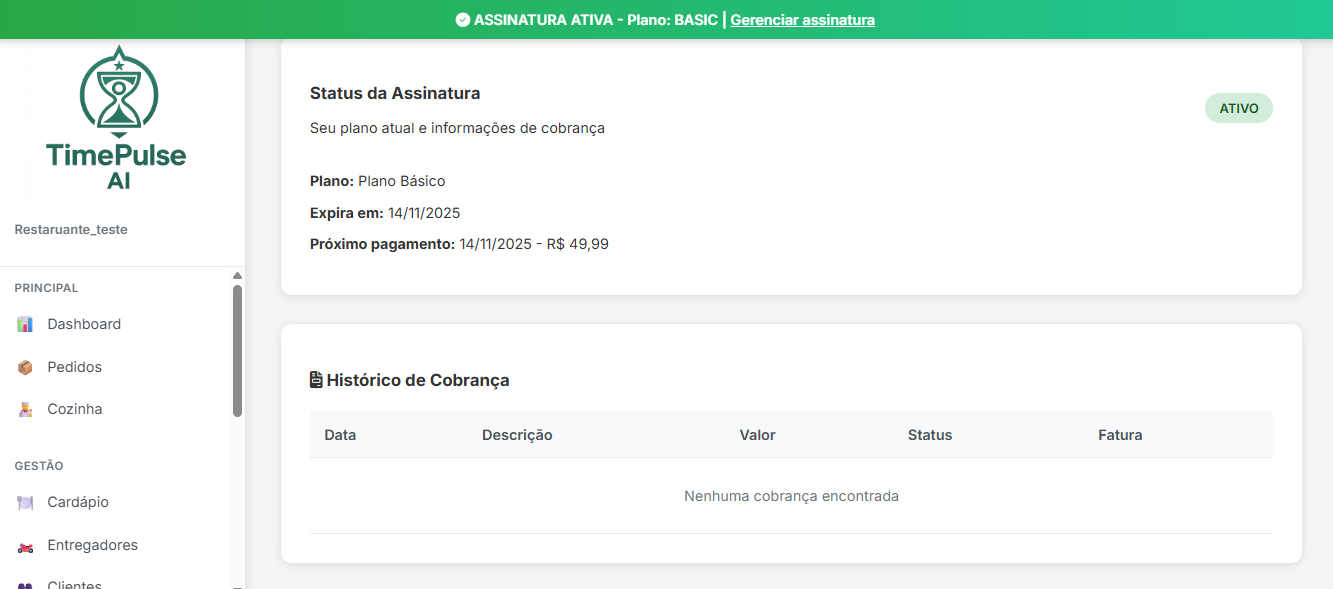 ASSINATURA ATIVA - Plano: BASIC | Gerenciar assinatura
TimePulse
AI
Restaruante_teste
PRINCIPAL
Dashboard
Pedidos
Cozinha
GESTÃO
Cardápio
Entregadores
Clientes
Status da Assinatura
ATIVO
Seu plano atual e informações de cobrança
Plano: Plano Básico
Expira em: 14/11/2025
Próximo pagamento: 14/11/2025 - R$ 49,99
Histórico de Cobrança
Data Descrição Valor Status Fatura
Nenhuma cobrança encontrada